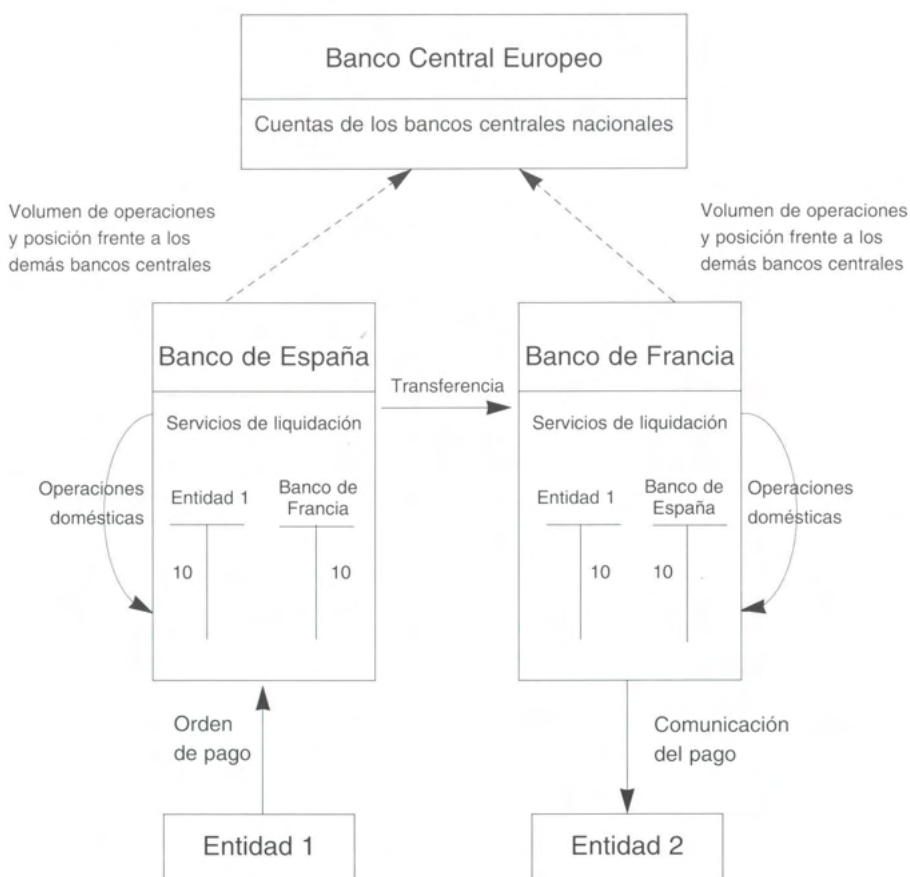 Banco Central Europeo
Cuentas de los bancos centrales nacionales
Volumen de operaciones
y posición frente a los
demás bancos centrales
Volumen de operaciones
y posición frente a los
demás bancos centrales
Banco de España
Transferencia
Banco de Francia
Servicios de liquidación
Servicios de liquidación
Operaciones
domésticas
Entidad 1
Banco de
Francia
10
10
Entidad 1
Banco de
España
10
10
Operaciones
domésticas
Orden
de pago
Comunicación
del pago
Entidad 1
Entidad 2